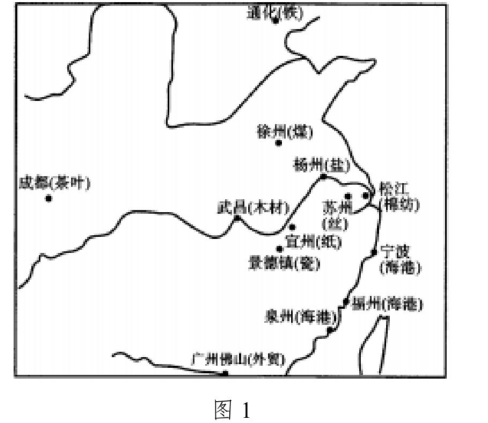 通化(铁)
徐州(煤)
杨州(盐)
成都(茶叶)
武昌(木材)
苏州
(丝)
松江
(棉纺)
宣州(纸)
景德镇(瓷)
宁波
(海港)
福州(海港)
泉州(海港)
广州佛山(外贸)
图 1